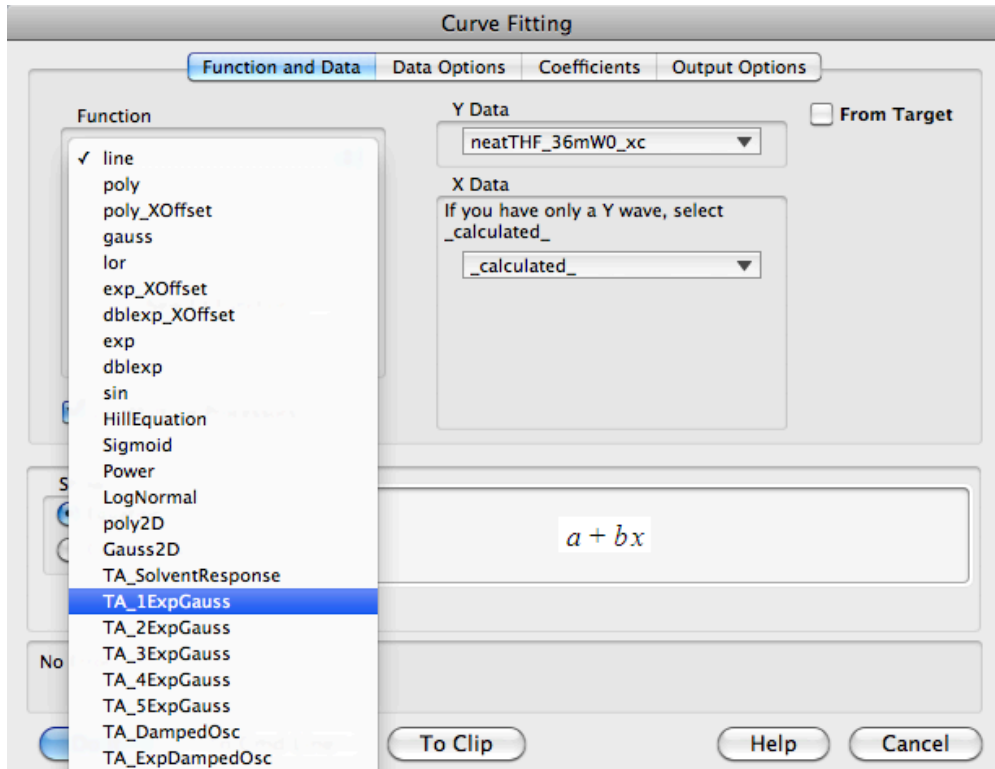 Curve Fitting
Function and Data
Data Options
Coefficients
Output Options
Function
✓ line
poly
poly_XOffset
gauss
lor
exp_XOffset
dblexp_XOffset
exp
dblexp
sin
HillEquation
Sigmoid
Power
LogNormal
poly2D
Gauss2D
TA_SolventResponse
TA_1ExpGauss
TA_2ExpGauss
TA_3ExpGauss
TA_4ExpGauss
TA_5ExpGauss
TA_DampedOsc
TA_ExpDampedOsc
Y Data
neatTHF_36mW0_xc
X Data
If you have only a Y wave, select
_calculated_
_calculated_
From Target
a + bx
No
To Clip
Help
Cancel